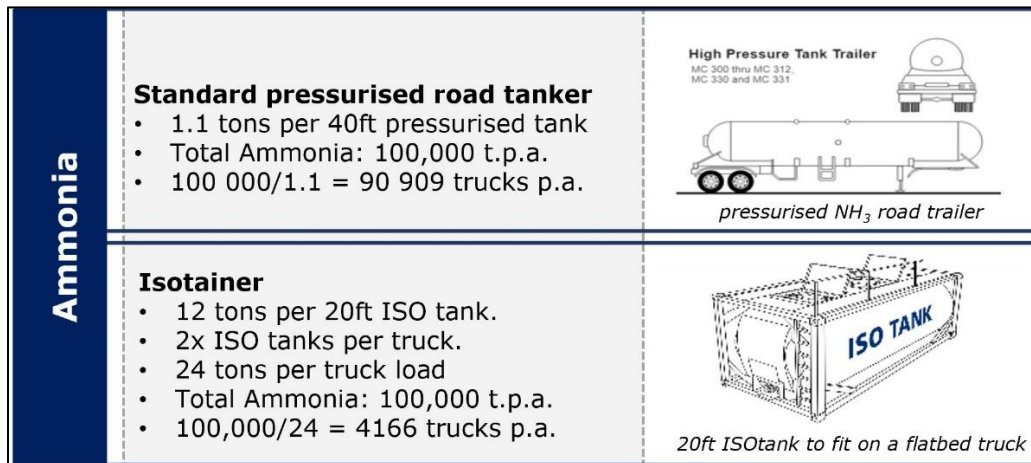 Ammonia
Standard pressurised road tanker
• 1.1 tons per 40ft pressurised tank
• Total Ammonia: 100,000 t.p.a.
• 100 000/1.1 = 90 909 trucks p.a.
High Pressure Tank Trailer
MC 300 thru MC 312,
MC 330 and MC 331
pressurised NH₃ road trailer
Isotainer
• 12 tons per 20ft ISO tank.
• 2x ISO tanks per truck.
• 24 tons per truck load
• Total Ammonia: 100,000 t.p.a.
• 100,000/24 = 4166 trucks p.a.
ISO TANK
20ft ISOtank to fit on a flatbed truck